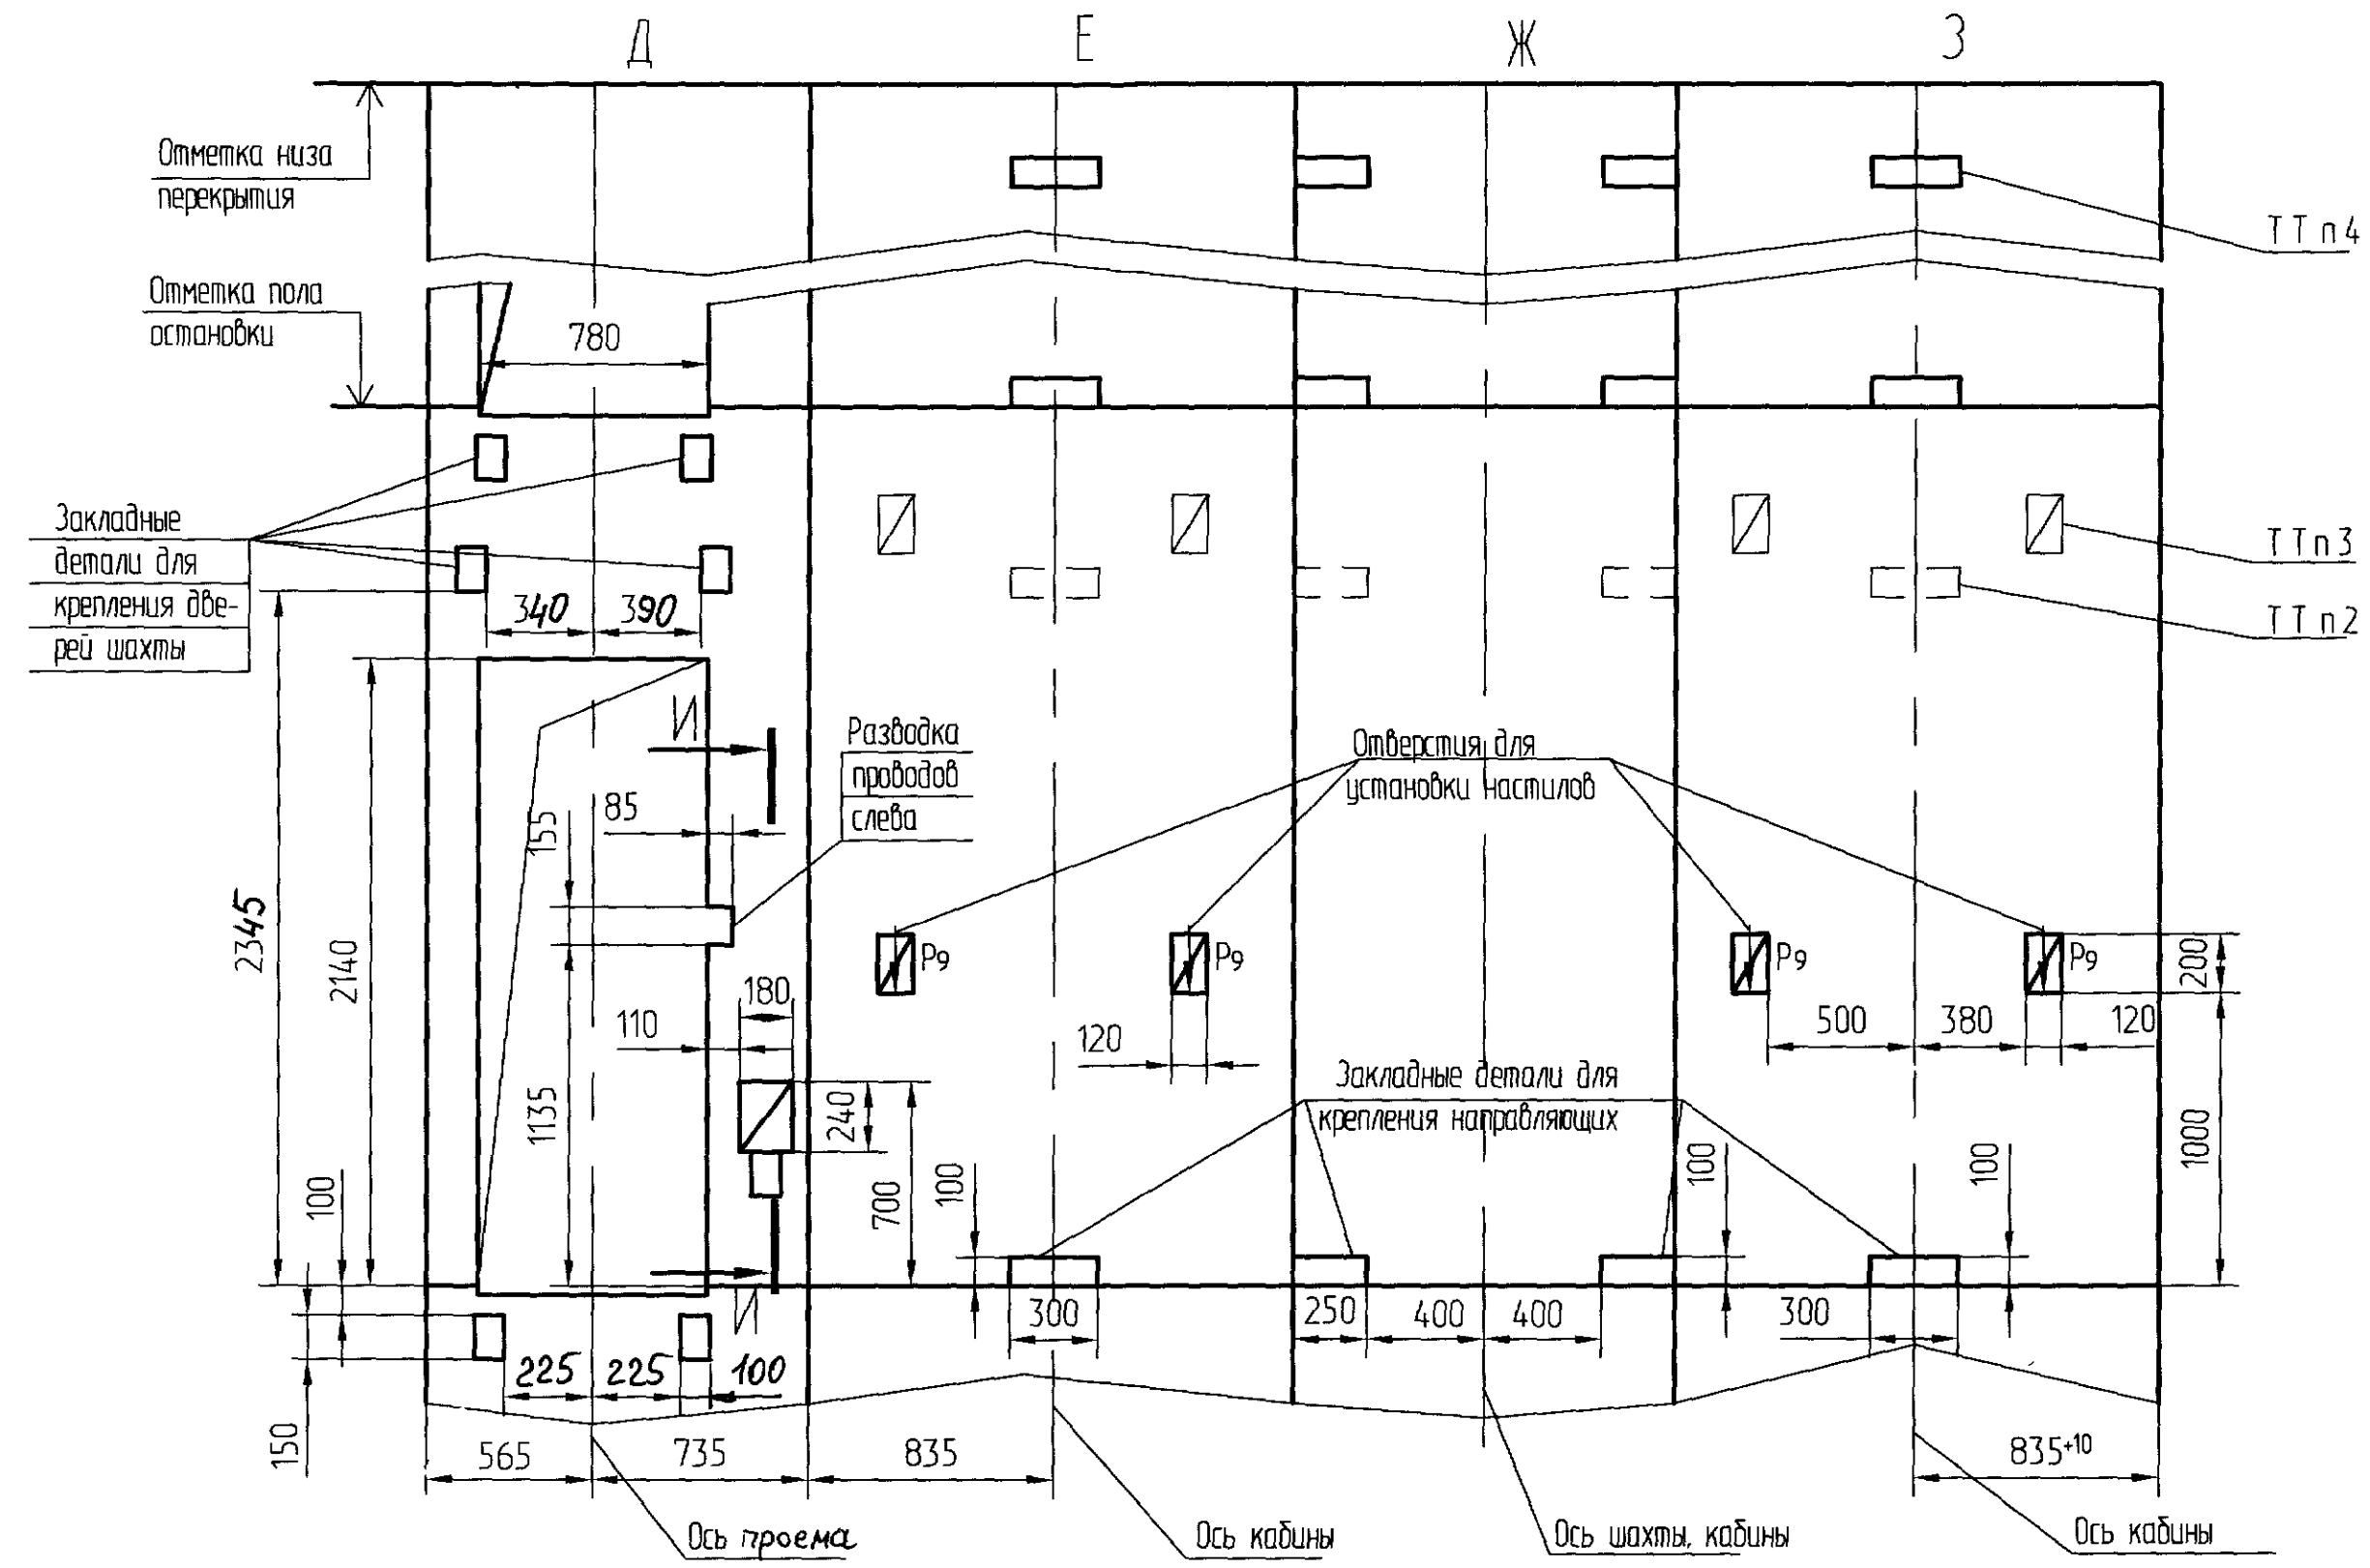 Д Е Ж З
Отметка низа
перекрытия
ТТп4
Отметка пола
остановки
780
Закладные
детали для
крепления две-
рей шахты
ТТп3
ТТп2
340 390
И
Разводка
проводов
слева
Отверстия для
установки настилов
85
155
2345
2140
Р9 Р9 Р9 Р9
200
180
110
120
500 380 120
1135
240
700
Закладные детали для
крепления направляющих
100
100
100
100
1000
И
300
250 400 400
300
225 225 100
150
565 735 835
835+10
Ось проема
Ось кабины
Ось шахты, кабины
Ось кабины